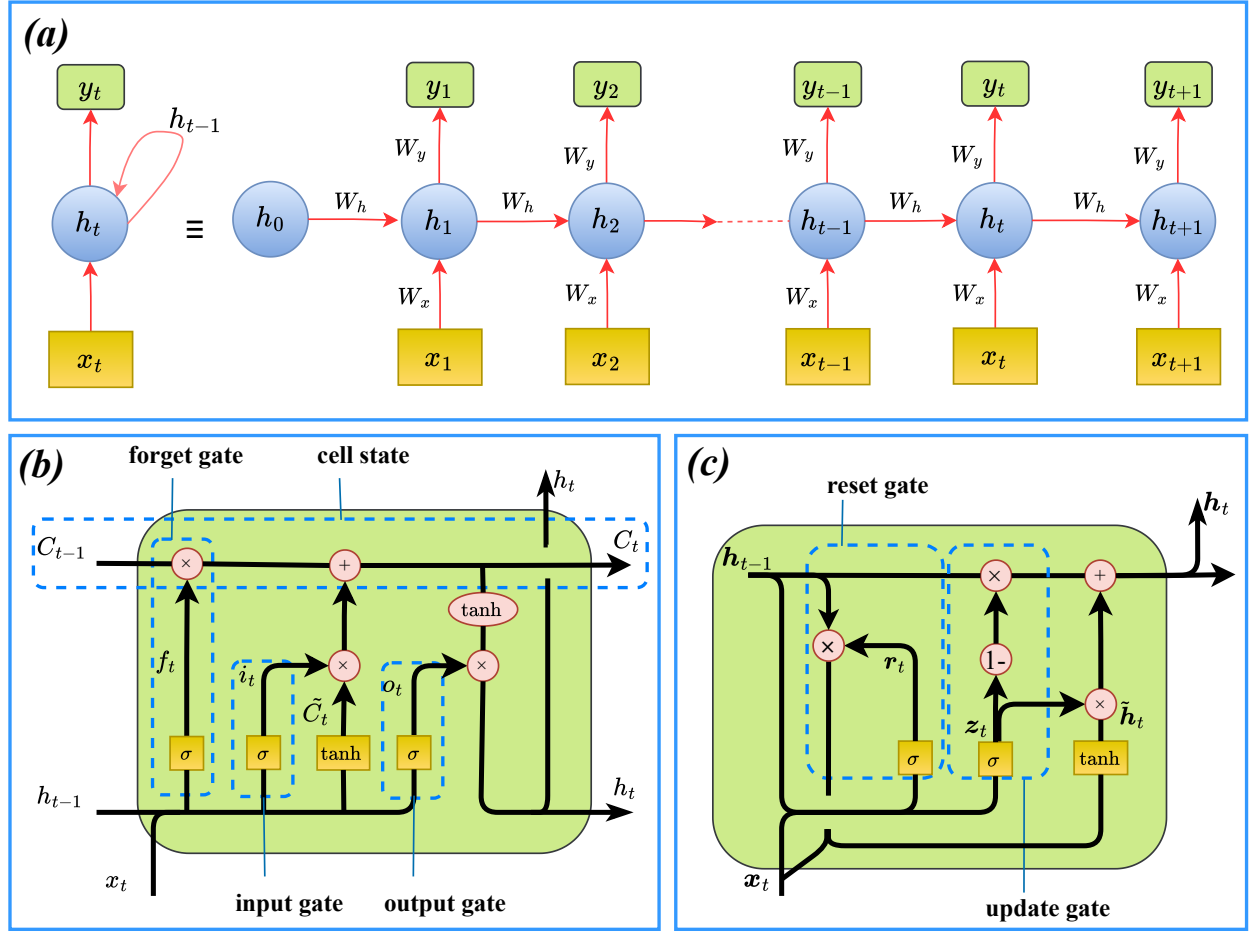 (a)
y_t y_1 y_2 y_{t−1} y_t y_{t+1}
h_{t−1}
W_y W_y W_y W_y W_y
W_h W_h W_h W_h
h_t ≡ h_0 h_1 h_2 h_{t−1} h_t h_{t+1}
W_x W_x W_x W_x W_x
x_t x_1 x_2 x_{t−1} x_t x_{t+1}
(b)
forget gate cell state
h_t
C_{t−1} C_t
× +
tanh
f_t i_t × o_t ×
C̃_t
σ σ tanh σ
h_{t−1} h_t
x_t
input gate output gate
(c)
reset gate
h_t
h_{t−1} × +
× r_t 1-
z_t × h̃_t
σ σ tanh
x_t
update gate